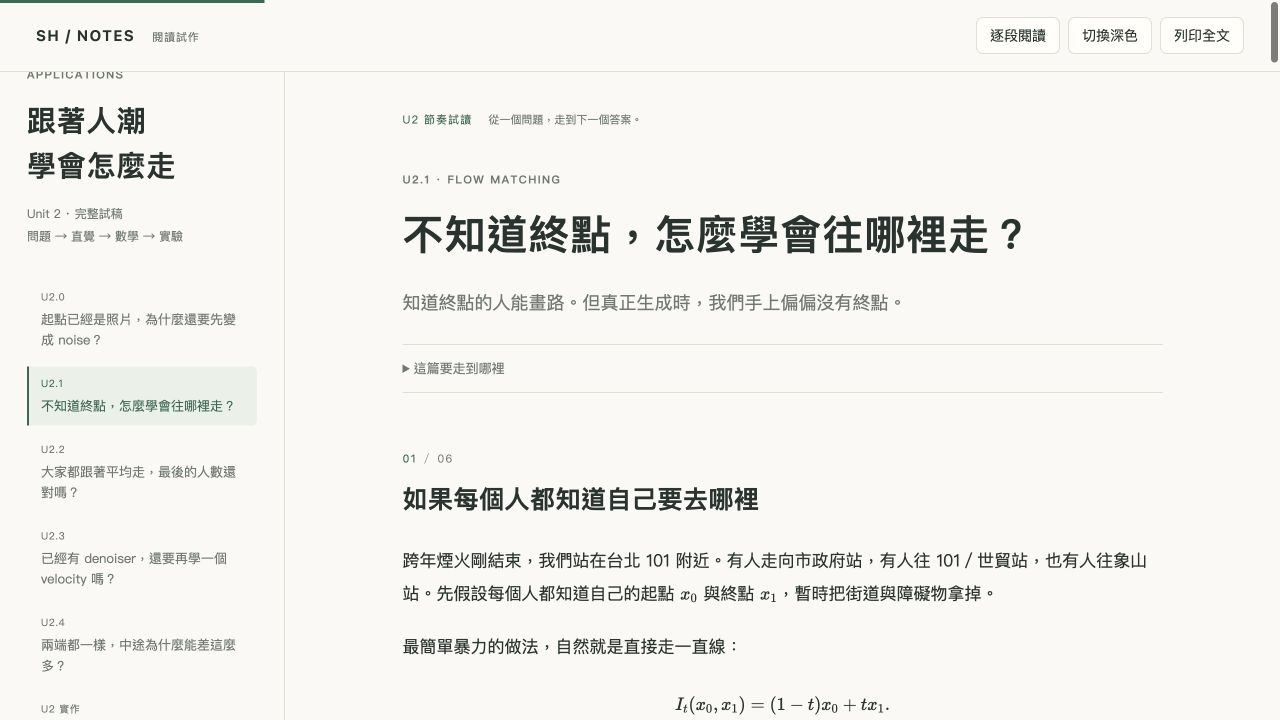 SH / NOTES 閱讀試作
逐段閱讀 切換深色 列印全文
APPLICATIONS
跟著人潮
學會怎麼走
Unit 2 · 完整試稿
問題 → 直覺 → 數學 → 實驗
U2.0
起點已經是照片，為什麼還要先變
成 noise？
U2.1
不知道終點，怎麼學會往哪裡走？
U2.2
大家都跟著平均走，最後的人數還
對嗎？
U2.3
已經有 denoiser，還要再學一個
velocity 嗎？
U2.4
兩端都一樣，中途為什麼能差這麼
多？
U2 實作
U2 節奏試讀 從一個問題，走到下一個答案。
U2.1 · FLOW MATCHING
不知道終點，怎麼學會往哪裡走？
知道終點的人能畫路。但真正生成時，我們手上偏偏沒有終點。
▶ 這篇要走到哪裡
01 / 06
如果每個人都知道自己要去哪裡
跨年煙火剛結束，我們站在台北 101 附近。有人走向市政府站，有人往 101 / 世貿站，也有人往象山
站。先假設每個人都知道自己的起點 x₀ 與終點 x₁，暫時把街道與障礙物拿掉。
最簡單暴力的做法，自然就是直接走一直線：
Iₜ(x₀, x₁) = (1 − t)x₀ + tx₁.